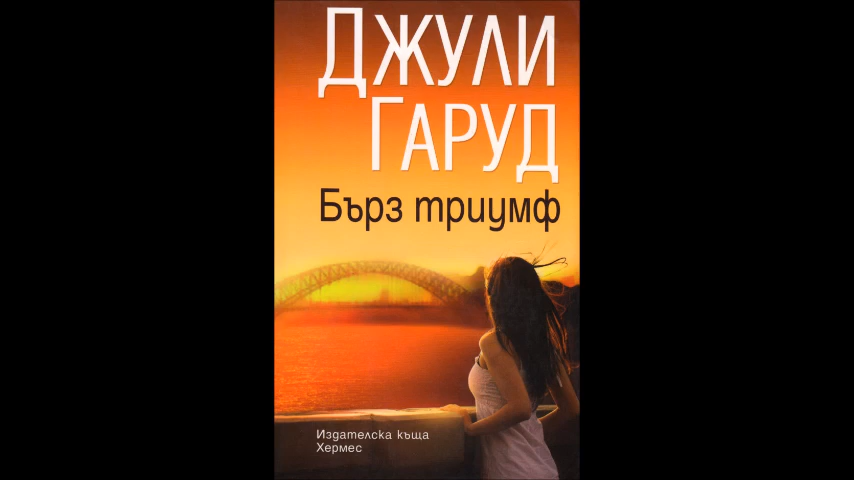 ДЖУЛИ
ГАРУД
Бърз триумф
Издателска къща
Хермес